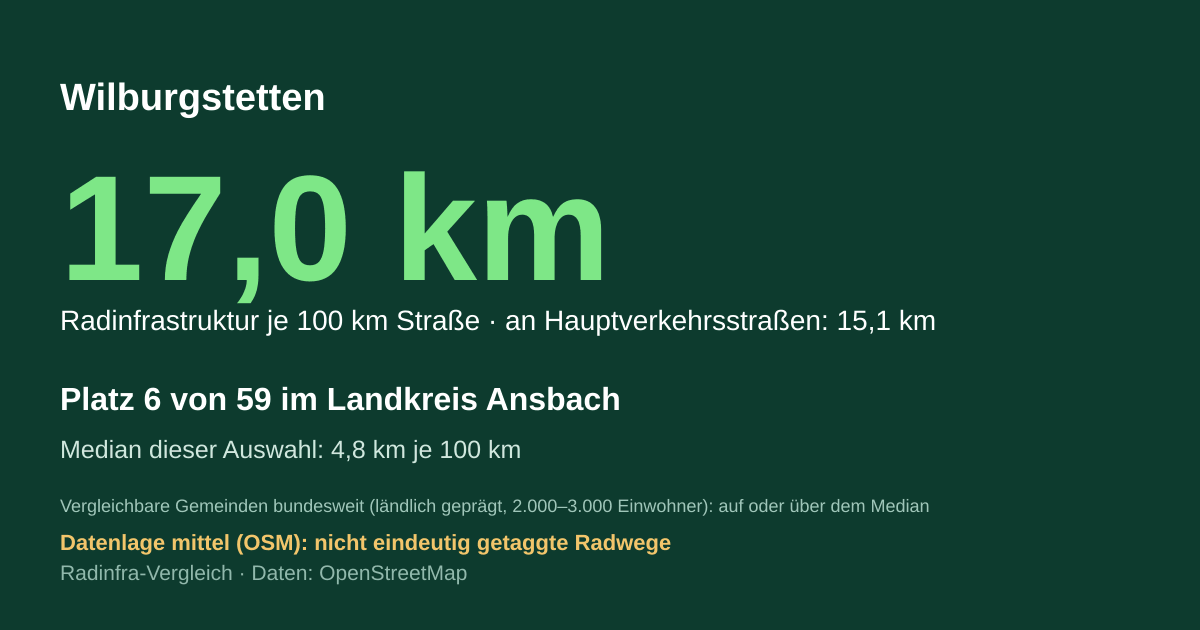 Wilburgstetten
17,0 km
Radinfrastruktur je 100 km Straße · an Hauptverkehrsstraßen: 15,1 km
Platz 6 von 59 im Landkreis Ansbach
Median dieser Auswahl: 4,8 km je 100 km
Vergleichbare Gemeinden bundesweit (ländlich geprägt, 2.000–3.000 Einwohner): auf oder über dem Median
Datenlage mittel (OSM): nicht eindeutig getaggte Radwege
Radinfra-Vergleich · Daten: OpenStreetMap